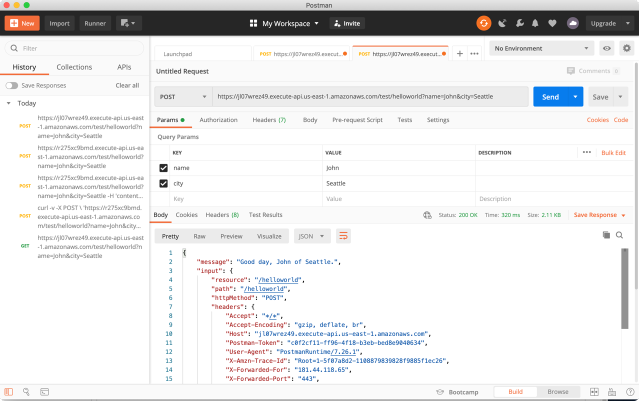 Postman
New
Import
Runner
My Workspace
Invite
Upgrade
Filter
History
Collections
APIs
Save Responses
Clear all
Today
POST
https://jl07wrez49.execute-api.us-east
-1.amazonaws.com/test/helloworld?
name=John&city=Seattle
POST
https://r275xc9bmd.execute-api.us-ea
st-1.amazonaws.com/test/helloworld?
name=John&city=Seattle
POST
https://r275xc9bmd.execute-api.us-ea
st-1.amazonaws.com/test/helloworld?
name=John&city=Seattle -H 'content...
POST
curl -v -X POST \ 'https://r275xc9bmd.
execute-api.us-east-1.amazonaws.co
m/test/helloworld?name=John&city...
GET
https://jl07wrez49.execute-api.us-east
-1.amazonaws.com/test/helloworld?
name=John&city=Seattle
Launchpad
POST https://jl07wrez49.execut...
POST https://jl07wrez49.execut...
No Environment
Untitled Request
Comments 0
POST
https://jl07wrez49.execute-api.us-east-1.amazonaws.com/test/helloworld?name=John&city=Seattle
Send
Save
Params
Authorization
Headers (7)
Body
Pre-request Script
Tests
Settings
Cookies Code
Query Params
KEY
VALUE
DESCRIPTION
Bulk Edit
name
John
city
Seattle
Key
Value
Description
Body
Cookies
Headers (8)
Test Results
Status: 200 OK
Time: 320 ms
Size: 2.11 KB
Save Response
Pretty
Raw
Preview
Visualize
JSON
1 {
2 "message": "Good day, John of Seattle.",
3 "input": {
4 "resource": "/helloworld",
5 "path": "/helloworld",
6 "httpMethod": "POST",
7 "headers": {
8 "Accept": "*/*",
9 "Accept-Encoding": "gzip, deflate, br",
10 "Host": "jl07wrez49.execute-api.us-east-1.amazonaws.com",
11 "Postman-Token": "c0f2cf11-ff96-4f18-b3eb-bed8e9040634",
12 "User-Agent": "PostmanRuntime/7.26.1",
13 "X-Amzn-Trace-Id": "Root=1-5f07a8d2-1108879839828f9885f1ec26",
14 "X-Forwarded-For": "181.44.118.65",
15 "X-Forwarded-Port": "443",
Bootcamp
Build
Browse